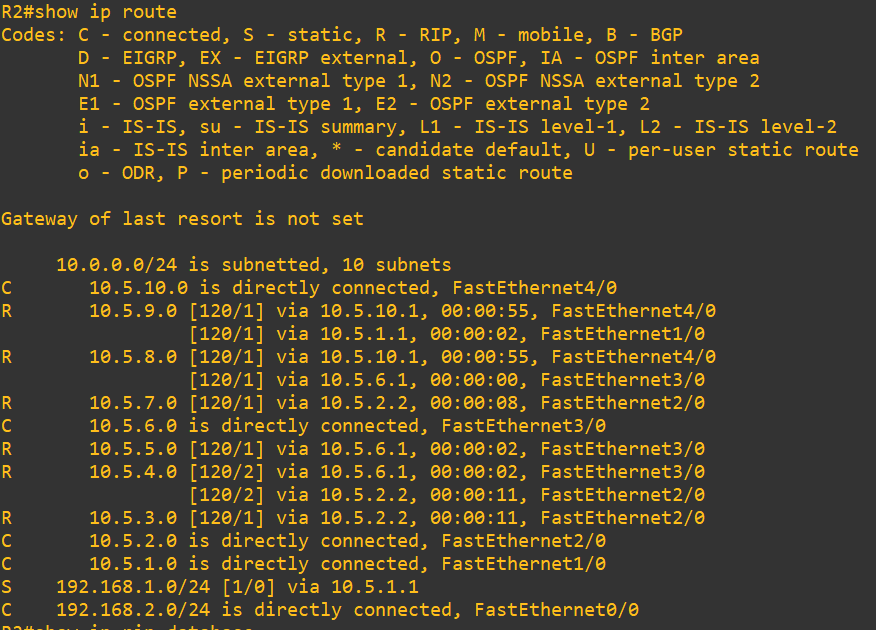 R2#show ip route
Codes: C - connected, S - static, R - RIP, M - mobile, B - BGP
       D - EIGRP, EX - EIGRP external, O - OSPF, IA - OSPF inter area
       N1 - OSPF NSSA external type 1, N2 - OSPF NSSA external type 2
       E1 - OSPF external type 1, E2 - OSPF external type 2
       i - IS-IS, su - IS-IS summary, L1 - IS-IS level-1, L2 - IS-IS level-2
       ia - IS-IS inter area, * - candidate default, U - per-user static route
       o - ODR, P - periodic downloaded static route
Gateway of last resort is not set
     10.0.0.0/24 is subnetted, 10 subnets
C       10.5.10.0 is directly connected, FastEthernet4/0
R       10.5.9.0 [120/1] via 10.5.10.1, 00:00:55, FastEthernet4/0
                 [120/1] via 10.5.1.1, 00:00:02, FastEthernet1/0
R       10.5.8.0 [120/1] via 10.5.10.1, 00:00:55, FastEthernet4/0
                 [120/1] via 10.5.6.1, 00:00:00, FastEthernet3/0
R       10.5.7.0 [120/1] via 10.5.2.2, 00:00:08, FastEthernet2/0
C       10.5.6.0 is directly connected, FastEthernet3/0
R       10.5.5.0 [120/1] via 10.5.6.1, 00:00:02, FastEthernet3/0
R       10.5.4.0 [120/2] via 10.5.6.1, 00:00:02, FastEthernet3/0
                 [120/2] via 10.5.2.2, 00:00:11, FastEthernet2/0
R       10.5.3.0 [120/1] via 10.5.2.2, 00:00:11, FastEthernet2/0
C       10.5.2.0 is directly connected, FastEthernet2/0
C       10.5.1.0 is directly connected, FastEthernet1/0
S    192.168.1.0/24 [1/0] via 10.5.1.1
C    192.168.2.0/24 is directly connected, FastEthernet0/0
R2#show ip rip database